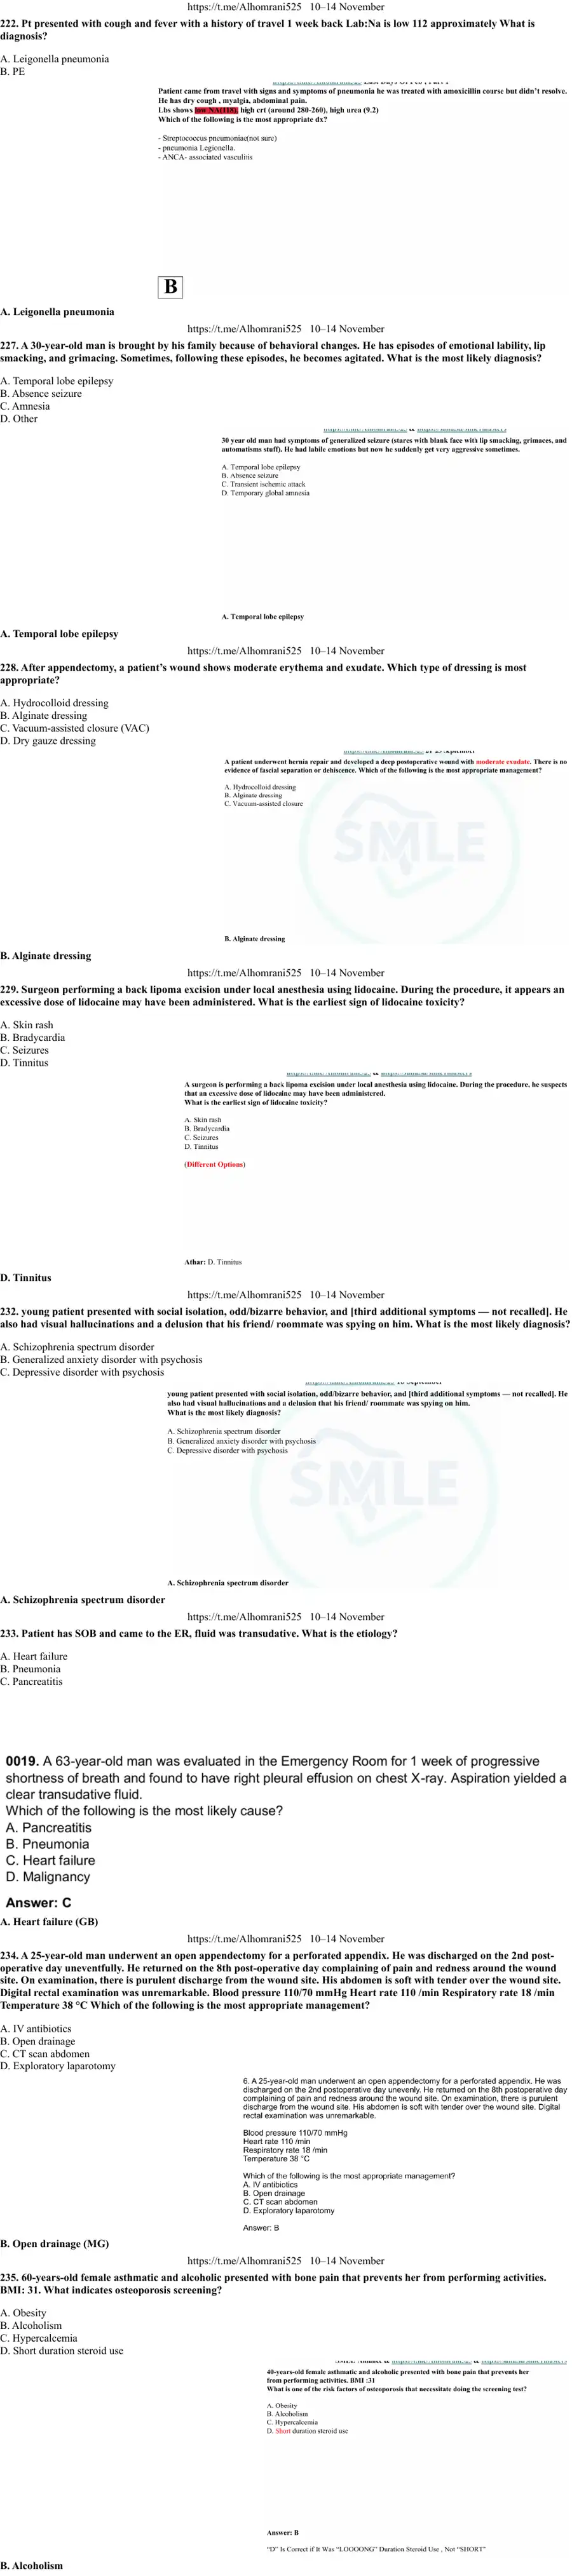 https://t.me/Alhomrani525 10–14 November
222. Pt presented with cough and fever with a history of travel 1 week back Lab:Na is low 112 approximately What is
diagnosis?
A. Leigonella pneumonia
B. PE
Patient came from travel with signs and symptoms of pneumonia he was treated with amoxicillin course but didn't resolve.
He has dry cough , myalgia, abdominal pain.
Lbs shows low NA(118), high crt (around 280-260), high urea (9.2)
Which of the following is the most appropriate dx?
- Streptococcus pneumoniae(not sure)
- pneumonia Legionella.
- ANCA- associated vasculitis
B
A. Leigonella pneumonia
https://t.me/Alhomrani525 10–14 November
227. A 30-year-old man is brought by his family because of behavioral changes. He has episodes of emotional lability, lip
smacking, and grimacing. Sometimes, following these episodes, he becomes agitated. What is the most likely diagnosis?
A. Temporal lobe epilepsy
B. Absence seizure
C. Amnesia
D. Other
30 year old man had symptoms of generalized seizure (stares with blank face with lip smacking, grimaces, and
automatisms stuff). He had labile emotions but now he suddenly get very aggressive sometimes.
A. Temporal lobe epilepsy
B. Absence seizure
C. Transient ischemic attack
D. Temporary global amnesia
A. Temporal lobe epilepsy
A. Temporal lobe epilepsy
https://t.me/Alhomrani525 10–14 November
228. After appendectomy, a patient's wound shows moderate erythema and exudate. Which type of dressing is most
appropriate?
A. Hydrocolloid dressing
B. Alginate dressing
C. Vacuum-assisted closure (VAC)
D. Dry gauze dressing
A patient underwent hernia repair and developed a deep postoperative wound with moderate exudate. There is no
evidence of fascial separation or dehiscence. Which of the following is the most appropriate management?
A. Hydrocolloid dressing
B. Alginate dressing
C. Vacuum-assisted closure
SMLE
B. Alginate dressing
B. Alginate dressing
https://t.me/Alhomrani525 10–14 November
229. Surgeon performing a back lipoma excision under local anesthesia using lidocaine. During the procedure, it appears an
excessive dose of lidocaine may have been administered. What is the earliest sign of lidocaine toxicity?
A. Skin rash
B. Bradycardia
C. Seizures
D. Tinnitus
A surgeon is performing a back lipoma excision under local anesthesia using lidocaine. During the procedure, he suspects
that an excessive dose of lidocaine may have been administered.
What is the earliest sign of lidocaine toxicity?
A. Skin rash
B. Bradycardia
C. Seizures
D. Tinnitus
(Different Options)
Athar: D. Tinnitus
D. Tinnitus
https://t.me/Alhomrani525 10–14 November
232. young patient presented with social isolation, odd/bizarre behavior, and [third additional symptoms — not recalled]. He
also had visual hallucinations and a delusion that his friend/ roommate was spying on him. What is the most likely diagnosis?
A. Schizophrenia spectrum disorder
B. Generalized anxiety disorder with psychosis
C. Depressive disorder with psychosis
young patient presented with social isolation, odd/bizarre behavior, and [third additional symptoms — not recalled]. He
also had visual hallucinations and a delusion that his friend/ roommate was spying on him.
What is the most likely diagnosis?
A. Schizophrenia spectrum disorder
B. Generalized anxiety disorder with psychosis
C. Depressive disorder with psychosis
SMLE
A. Schizophrenia spectrum disorder
A. Schizophrenia spectrum disorder
https://t.me/Alhomrani525 10–14 November
233. Patient has SOB and came to the ER, fluid was transudative. What is the etiology?
A. Heart failure
B. Pneumonia
C. Pancreatitis
0019. A 63-year-old man was evaluated in the Emergency Room for 1 week of progressive
shortness of breath and found to have right pleural effusion on chest X-ray. Aspiration yielded a
clear transudative fluid.
Which of the following is the most likely cause?
A. Pancreatitis
B. Pneumonia
C. Heart failure
D. Malignancy
Answer: C
A. Heart failure (GB)
https://t.me/Alhomrani525 10–14 November
234. A 25-year-old man underwent an open appendectomy for a perforated appendix. He was discharged on the 2nd post-
operative day uneventfully. He returned on the 8th post-operative day complaining of pain and redness around the wound
site. On examination, there is purulent discharge from the wound site. His abdomen is soft with tender over the wound site.
Digital rectal examination was unremarkable. Blood pressure 110/70 mmHg Heart rate 110 /min Respiratory rate 18 /min
Temperature 38 °C Which of the following is the most appropriate management?
A. IV antibiotics
B. Open drainage
C. CT scan abdomen
D. Exploratory laparotomy
6. A 25-year-old man underwent an open appendectomy for a perforated appendix. He was
discharged on the 2nd postoperative day unevenly. He returned on the 8th postoperative day
complaining of pain and redness around the wound site. On examination, there is purulent
discharge from the wound site. His abdomen is soft with tender over the wound site. Digital
rectal examination was unremarkable.
Blood pressure 110/70 mmHg
Heart rate 110 /min
Respiratory rate 18 /min
Temperature 38 °C
Which of the following is the most appropriate management?
A. IV antibiotics
B. Open drainage
C. CT scan abdomen
D. Exploratory laparotomy
Answer: B
B. Open drainage (MG)
https://t.me/Alhomrani525 10–14 November
235. 60-years-old female asthmatic and alcoholic presented with bone pain that prevents her from performing activities.
BMI: 31. What indicates osteoporosis screening?
A. Obesity
B. Alcoholism
C. Hypercalcemia
D. Short duration steroid use
40-years-old female asthmatic and alcoholic presented with bone pain that prevents her
from performing activities. BMI :31
What is one of the risk factors of osteoporosis that necessitate doing the screening test?
A. Obesity
B. Alcoholism
C. Hypercalcemia
D. Short duration steroid use
Answer: B
"D" Is Correct if It Was "LOOOONG" Duration Steroid Use , Not "SHORT"
B. Alcoholism